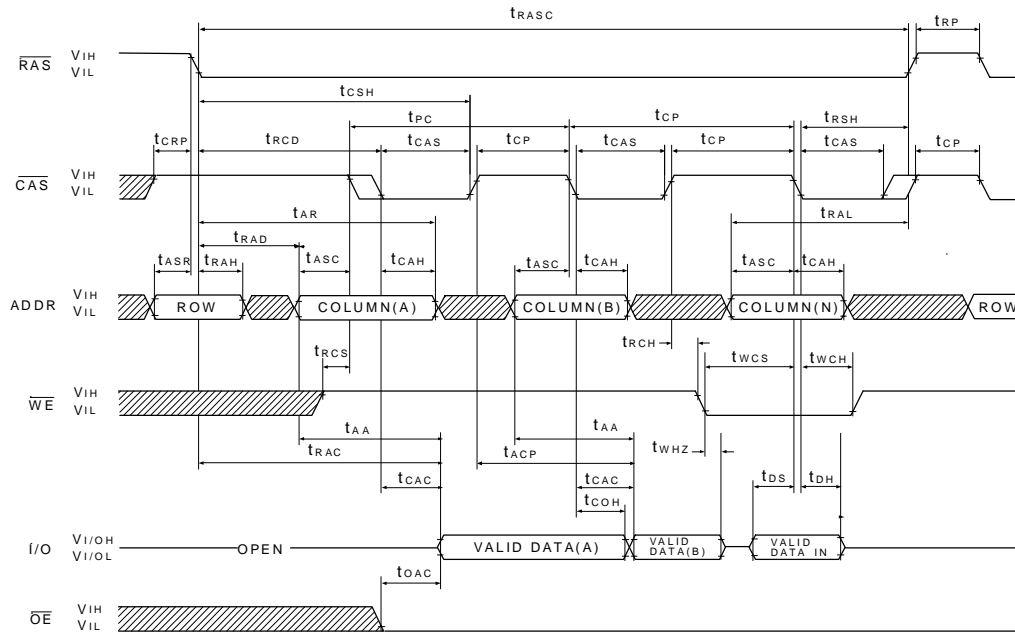 tRASC
tRP
RAS VIH
VIL
tCSH
tPC tCP tRSH
tCRP tRCD tCAS tCP tCAS tCP tCAS tCP
CAS VIH
VIL
tAR tRAL
tRAD
tASR tRAH tASC tCAH tASC tCAH tASC tCAH
ADDR VIH
VIL
ROW COLUMN(A) COLUMN(B) COLUMN(N) ROW
tRCS tRCH tWCS tWCH
WE VIH
VIL
tAA tAA
tRAC tACP tWHZ
tCAC tCAC tDS tDH
tCOH
I/O VI/OH
VI/OL
OPEN VALID DATA(A) VALID DATA(B) VALID DATA IN
tOAC
OE VIH
VIL